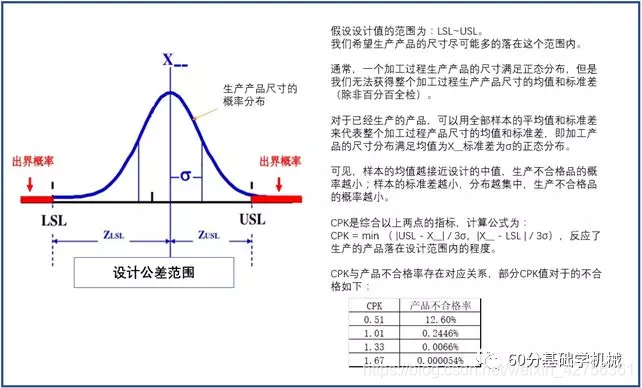 X__
生产产品尺寸的
概率分布
出界概率
出界概率
σ
LSL
USL
ZLSL
ZUSL
设计公差范围
假设设计值的范围为：LSL~USL。
我们希望生产产品的尺寸尽可能多的落在这个范围内。
通常，一个加工过程生产产品的尺寸满足正态分布，但是
我们无法获得整个加工过程生产产品尺寸的均值和标准差
（除非百分百全检）。
对于已经生产的产品，可以用全部样本的平均值和标准差
来代表整个加工过程产品尺寸的均值和标准差，即加工产
品的尺寸分布满足均值为X__标准差为σ的正态分布。
可见，样本的均值越接近设计的中值，生产不合格品的概
率越小；样本的标准差越小，分布越集中，生产不合格品
的概率越小。
CPK是综合以上两点的指标，计算公式为：
CPK = min （ |USL - X__| / 3σ，|X__ - LSL | / 3σ），反应了
生产的产品落在设计范围内的程度。
CPK与产品不合格率存在对应关系，部分CPK值对于的不合
格如下：
CPK 产品不合格率
0.51 12.60%
1.01 0.2446%
1.33 0.0066%
1.67 0.000054%
60分基础学机械